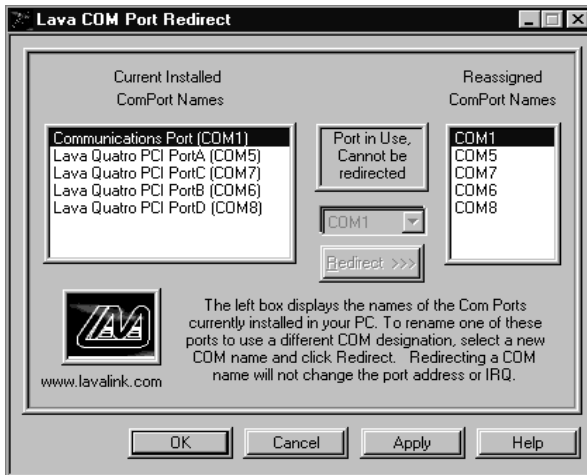 Lava COM Port Redirect
Current Installed
ComPort Names
Reassigned
ComPort Names
Communications Port (COM1)
Lava Quatro PCI PortA (COM5)
Lava Quatro PCI PortC (COM7)
Lava Quatro PCI PortB (COM6)
Lava Quatro PCI PortD (COM8)
Port in Use,
Cannot be
redirected
COM1
Redirect >>>
COM1
COM5
COM7
COM6
COM8
www.lavalink.com
The left box displays the names of the Com Ports
currently installed in your PC. To rename one of these
ports to use a different COM designation, select a new
COM name and click Redirect. Redirecting a COM
name will not change the port address or IRQ.
OK
Cancel
Apply
Help